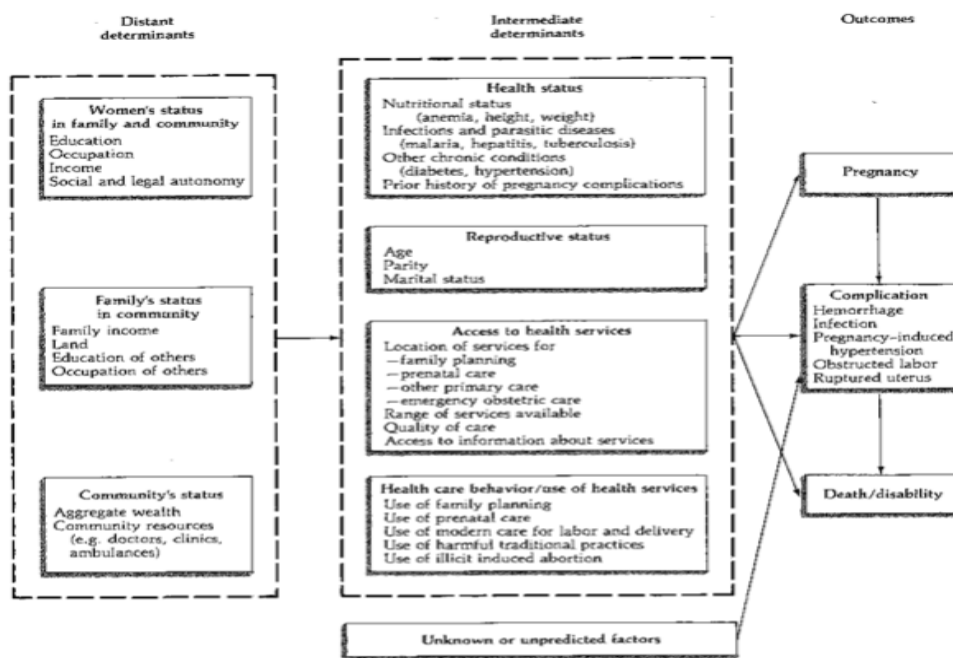 Distant
determinants
Women's status
in family and community
Education
Occupation
Income
Social and legal autonomy
Family's status
in community
Family income
Land
Education of others
Occupation of others
Community's status
Aggregate wealth
Community resources
(e.g. doctors, clinics,
ambulances)
Intermediate
determinants
Health status
Nutritional status
(anemia, height, weight)
Infections and parasitic diseases
(malaria, hepatitis, tuberculosis)
Other chronic conditions
(diabetes, hypertension)
Prior history of pregnancy complications
Reproductive status
Age
Parity
Marital status
Access to health services
Location of services for
—family planning
—prenatal care
—other primary care
—emergency obstetric care
Range of services available
Quality of care
Access to information about services
Health care behavior/use of health services
Use of family planning
Use of prenatal care
Use of modern care for labor and delivery
Use of harmful traditional practices
Use of illicit induced abortion
Unknown or unpredicted factors
Outcomes
Pregnancy
Complication
Hemorrhage
Infection
Pregnancy-induced
hypertension
Obstructed labor
Ruptured uterus
Death/disability